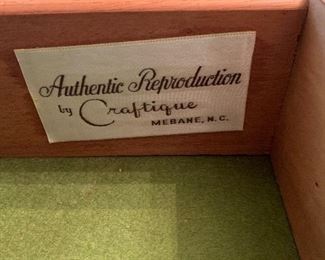 Authentic Reproduction
by Craftique
MEBANE, N.C.